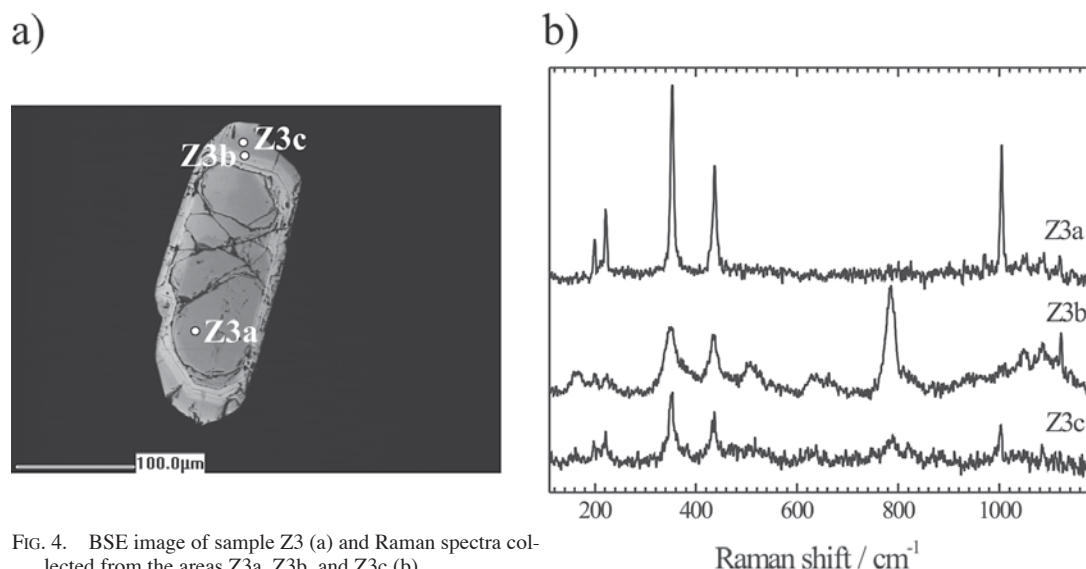 a)
b)
Z3c
Z3b
Z3a
100.0μm
Z3a
Z3b
Z3c
200 400 600 800 1000
Raman shift / cm-1
FIG. 4. BSE image of sample Z3 (a) and Raman spectra col-
lected from the areas Z3a, Z3b, and Z3c (b).